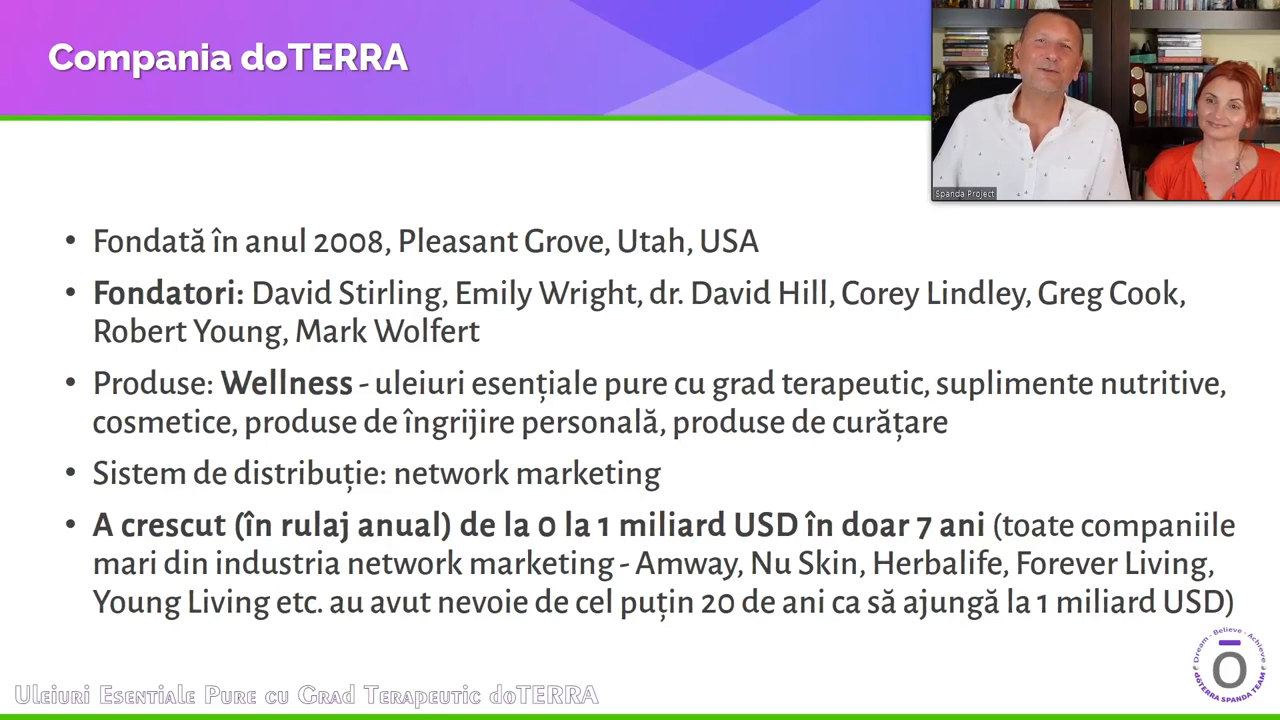 Compania doTERRA
Spanda Project
• Fondată în anul 2008, Pleasant Grove, Utah, USA
• Fondatori: David Stirling, Emily Wright, dr. David Hill, Corey Lindley, Greg Cook,
Robert Young, Mark Wolfert
• Produse: Wellness - uleiuri esențiale pure cu grad terapeutic, suplimente nutritive,
cosmetice, produse de îngrijire personală, produse de curățare
• Sistem de distribuție: network marketing
• A crescut (în rulaj anual) de la 0 la 1 miliard USD în doar 7 ani (toate companiile
mari din industria network marketing - Amway, Nu Skin, Herbalife, Forever Living,
Young Living etc. au avut nevoie de cel puțin 20 de ani ca să ajungă la 1 miliard USD)
Dream - Believe - Achieve
Ō
dōTERRA SPANDA TEAM
Uleiuri Esentiale Pure cu Grad Terapeutic doTERRA